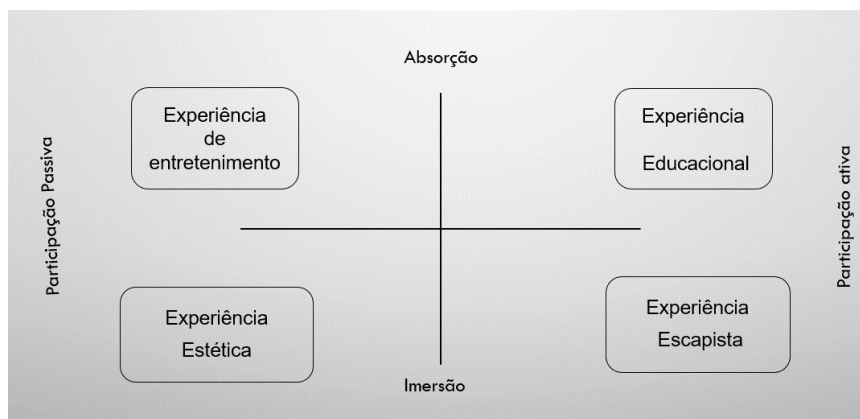 Absorção
Experiência
de
entretenimento
Experiência
Educacional
Participação Passiva
Participação ativa
Experiência
Estética
Experiência
Escapista
Imersão